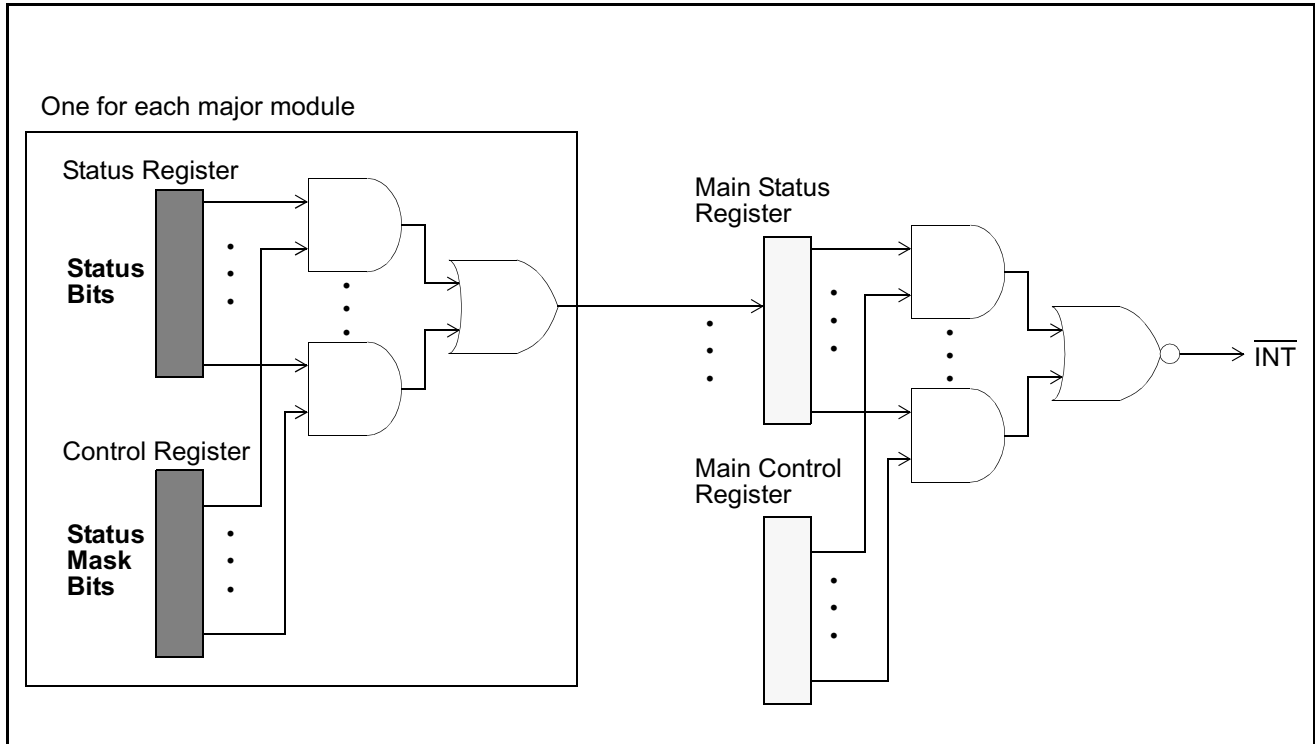 One for each major module
Status Register
Status
Bits
Control Register
Status
Mask
Bits
Main Status
Register
Main Control
Register
INT